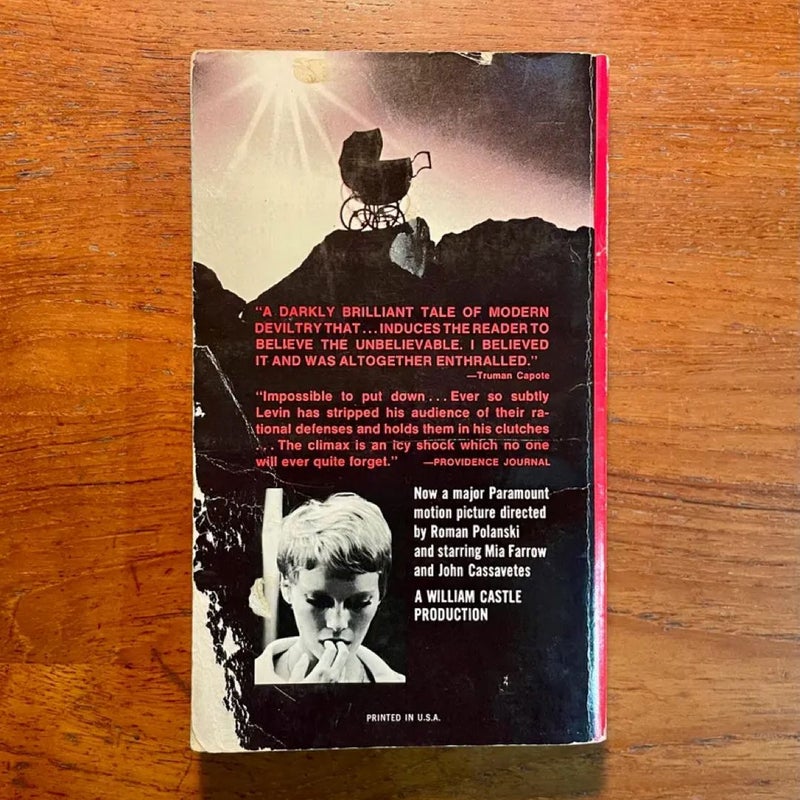 "A DARKLY BRILLIANT TALE OF MODERN
DEVILTRY THAT...INDUCES THE READER TO
BELIEVE THE UNBELIEVABLE. I BELIEVED
IT AND WAS ALTOGETHER ENTHRALLED."
—Truman Capote
"Impossible to put down...Ever so subtly
Levin has stripped his audience of their ra-
tional defenses and holds them in his clutches
...The climax is an icy shock which no one
will ever quite forget." —PROVIDENCE JOURNAL
Now a major Paramount
motion picture directed
by Roman Polanski
and starring Mia Farrow
and John Cassavetes
A WILLIAM CASTLE
PRODUCTION
PRINTED IN U.S.A.